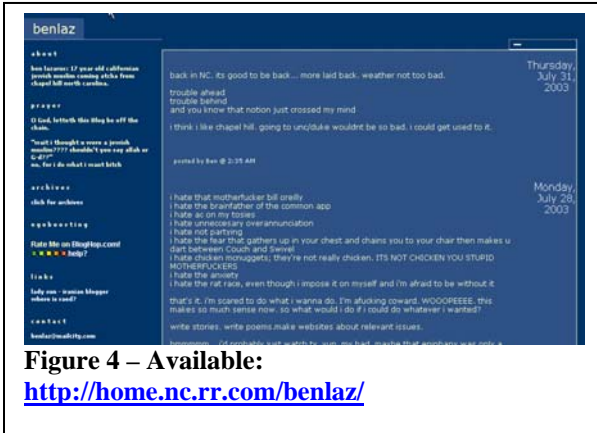 benlaz
about
ben lazarus: 17 year-old californian
jewish muslim coming atcha from
chapel hill north carolina.
prayer
O God, letteth this Blog be off the
chain.
"wait i thought u were a jewish
muslim???? shouldn't you say allah or
G-d??"
no, for i do what i want bitch
archives
click for archives
egoboosting
Rate Me on BlogHop.com!
help?
links
lady sun - iranian blogger
where is raed?
contact
benlaz@mailcity.com
Thursday,
July 31,
2003
back in NC. its good to be back... more laid back. weather not too bad.
trouble ahead
trouble behind
and you know that notion just crossed my mind
i think i like chapel hill. going to unc/duke wouldnt be so bad. i could get used to it.
posted by Ben @ 2:35 AM
Monday,
July 28,
2003
i hate that motherfucker bill oreilly
i hate the brainfather of the common app
i hate ac on my tosies
i hate unneccesary overannunciation
i hate not partying
i hate the fear that gathers up in your chest and chains you to your chair then makes u
dart between Couch and Swivel
i hate chicken mcnuggets; they're not really chicken. ITS NOT CHICKEN YOU STUPID
MOTHERFUCKERS
i hate the anxiety
i hate the rat race, even though i impose it on myself and i'm afraid to be without it
that's it. i'm scared to do what i wanna do. I'm afucking coward. WOOOPEEEE. this
makes so much sense now. so what would i do if i could do whatever i wanted?
write stories. write poems.make websites about relevant issues.
Figure 4 – Available:
http://home.nc.rr.com/benlaz/